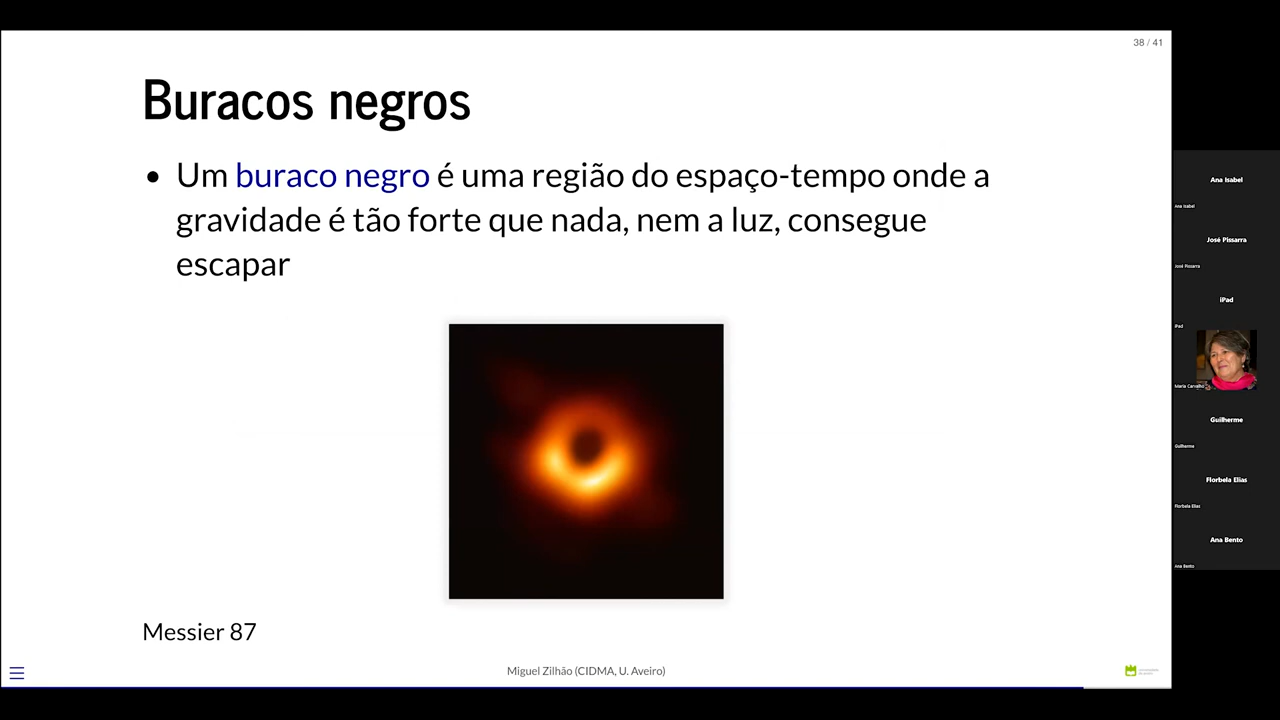 38 / 41
Buracos negros
• Um buraco negro é uma região do espaço-tempo onde a
gravidade é tão forte que nada, nem a luz, consegue
escapar
Messier 87
Miguel Zilhão (CIDMA, U. Aveiro)
Ana Isabel
Ana Isabel
José Pissarra
José Pissarra
iPad
iPad
Maria Carvalho
Guilherme
Guilherme
Florbela Elias
Florbela Elias
Ana Bento
Ana Bento